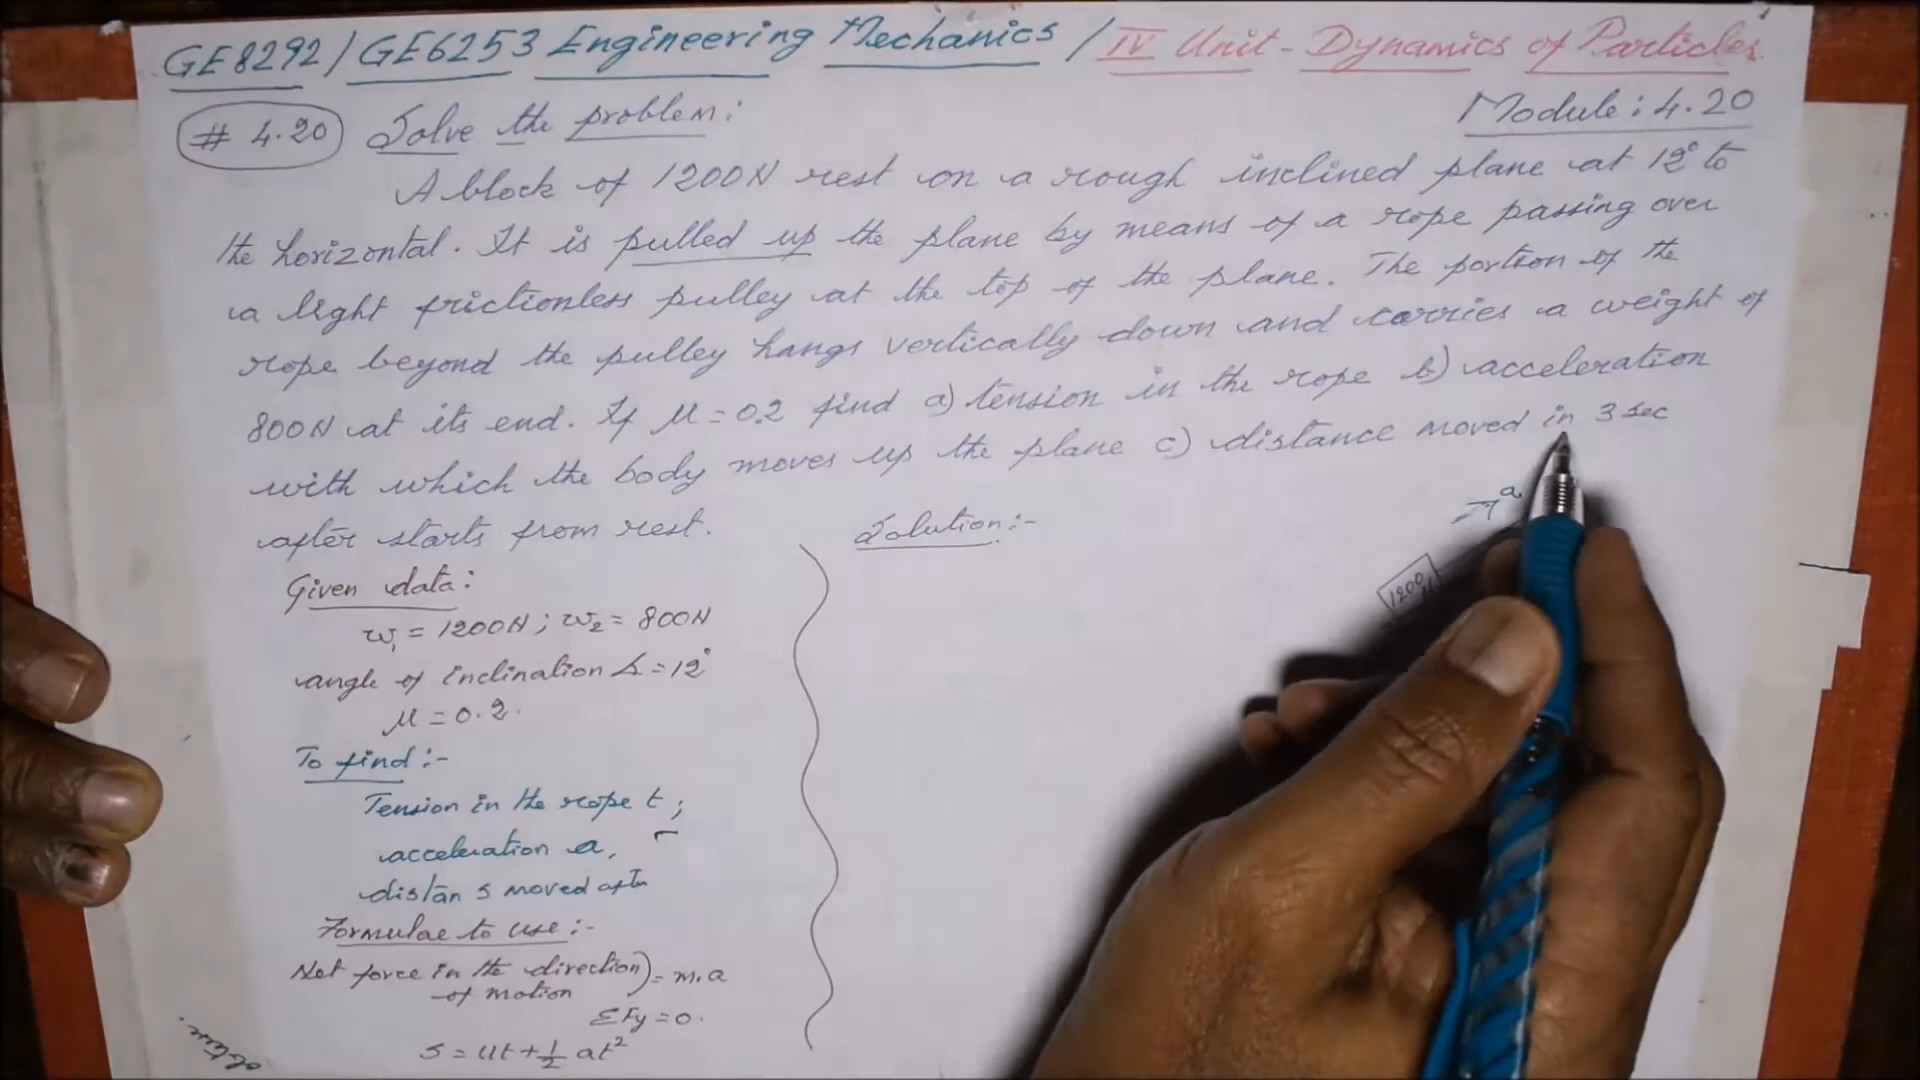 GE8292/GE6253 Engineering Mechanics / IV Unit - Dynamics of Particles
# 4.20 Solve the problem:
Module: 4.20
A block of 1200N rest on a rough inclined plane at 12° to
the horizontal. It is pulled up the plane by means of a rope passing over
a light frictionless pulley at the top of the plane. The portion of the
rope beyond the pulley hangs vertically down and carries a weight of
800N at its end. If μ = 0.2 find a) tension in the rope b) acceleration
with which the body moves up the plane c) distance moved in 3 sec
after starts from rest.
Solution:-
a
1200
Given data:
w₁ = 1200N; w₂ = 800N
angle of inclination = 12°
μ = 0.2.
To find:-
Tension in the rope t;
acceleration a,
distan s moved
Formulae to use:-
Net force in the direction) = m.a
of motion
ΣFy = 0.
s = ut + ½ at²